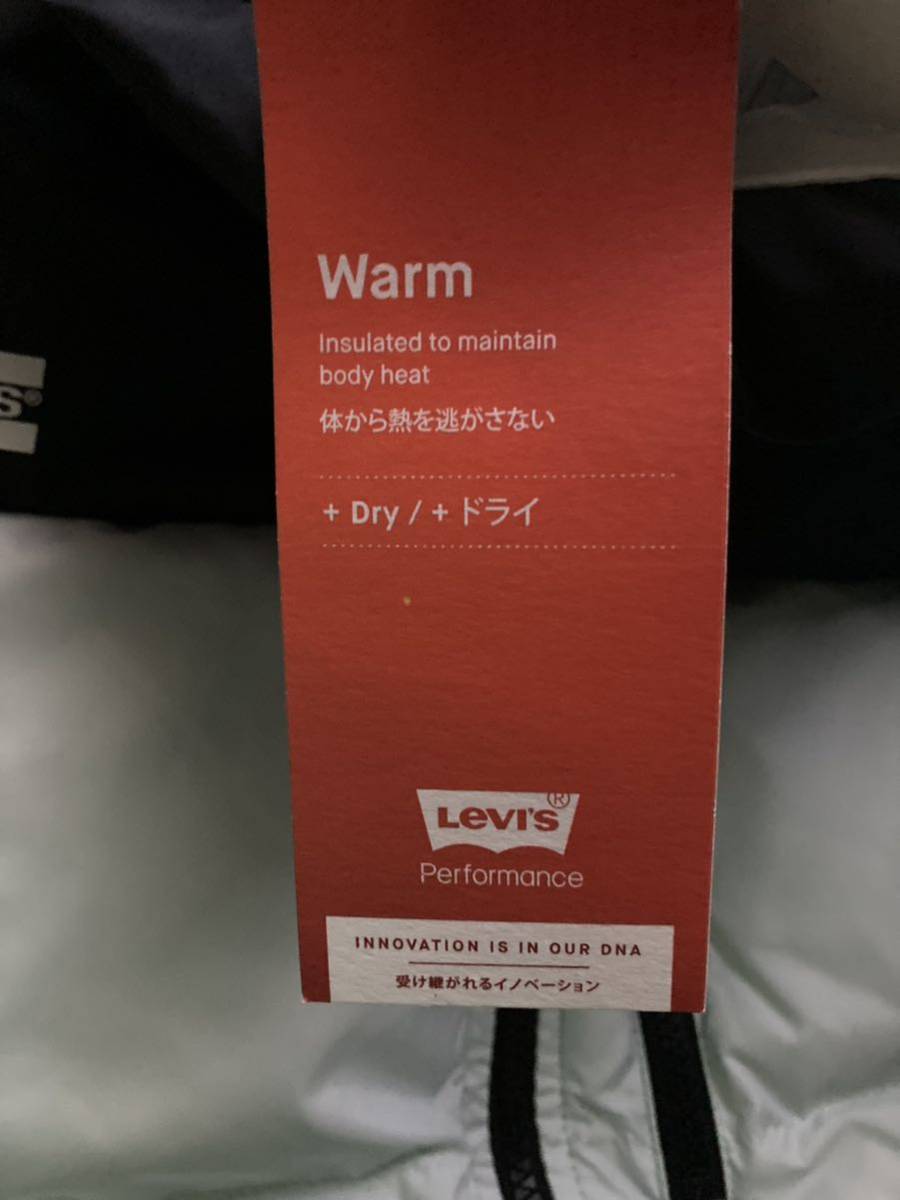 Warm
Insulated to maintain
body heat
体から熱を逃がさない
+ Dry / + ドライ
S®
LEVI'S®
Performance
INNOVATION IS IN OUR DNA
受け継がれるイノベーション